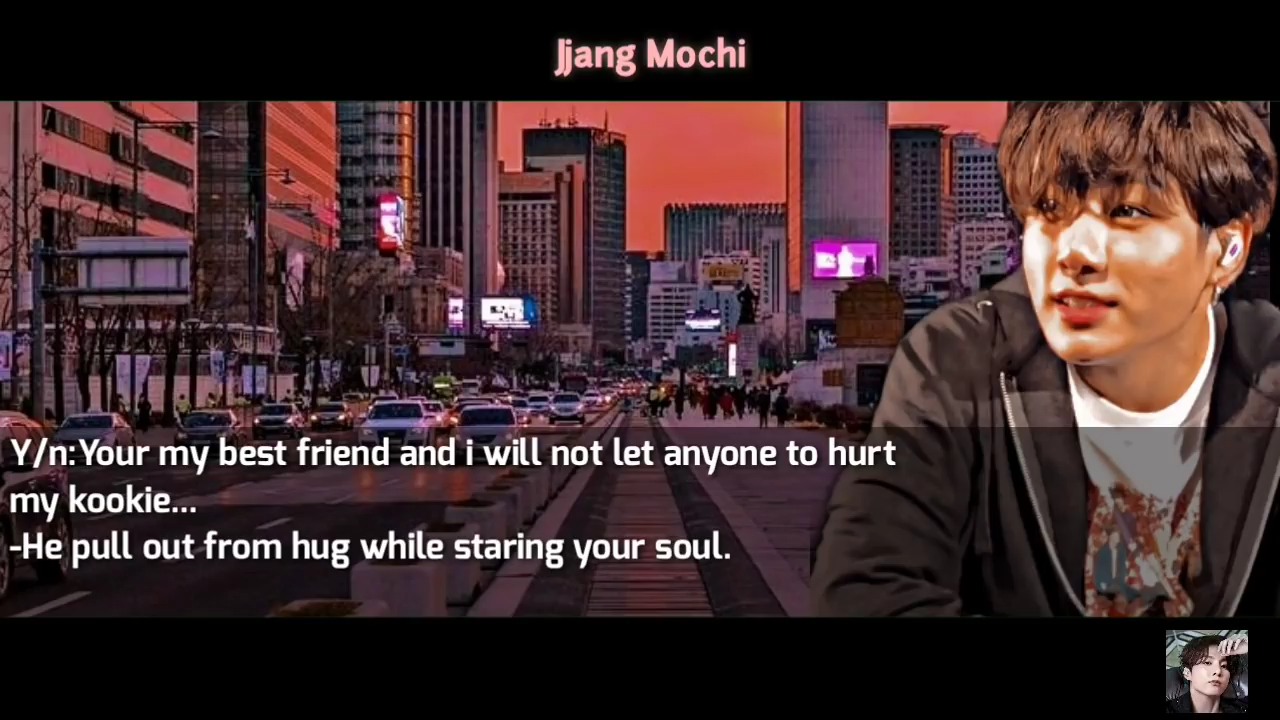 Jjang Mochi
Y/n:Your my best friend and i will not let anyone to hurt
my kookie...
-He pull out from hug while staring your soul.